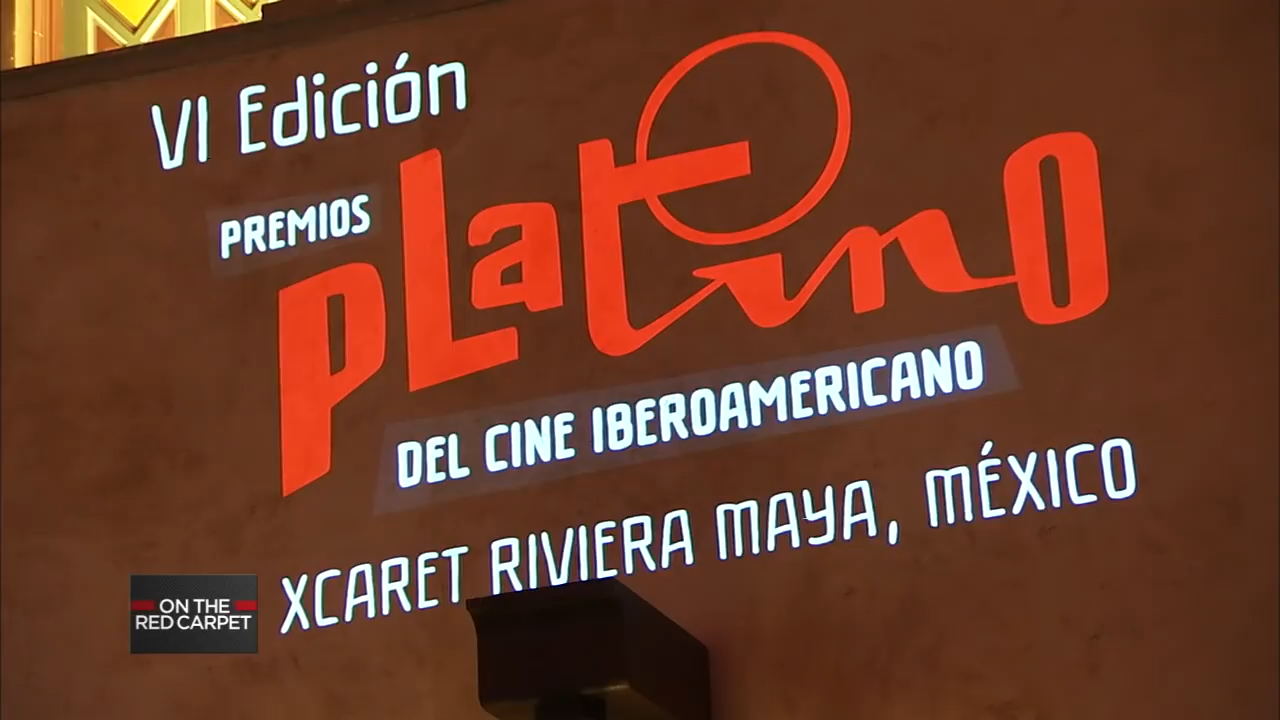 VI Edición
PREMIOS
PLatino
DEL CINE IBEROAMERICANO
XCARET RIVIERA MAYA, MÉXICO
ON THE
RED CARPET